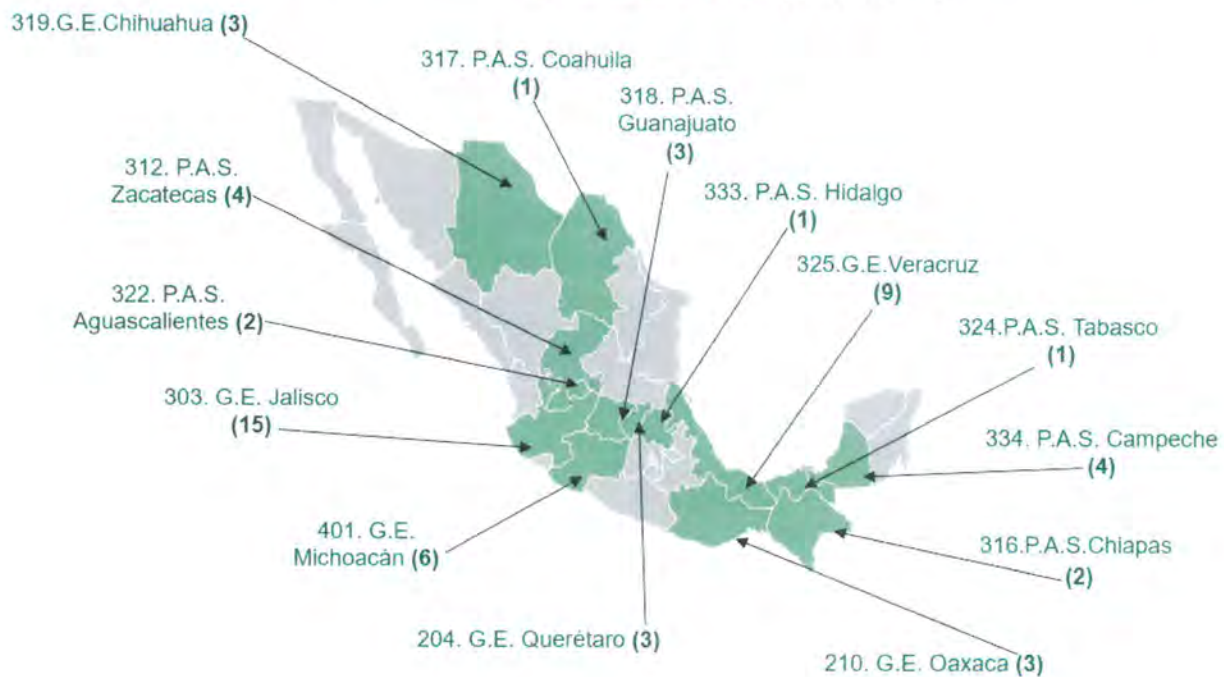 319.G.E.Chihuahua (3)
317. P.A.S. Coahuila
(1)
318. P.A.S.
Guanajuato
(3)
312. P.A.S.
Zacatecas (4)
333. P.A.S. Hidalgo
(1)
325.G.E.Veracruz
(9)
322. P.A.S.
Aguascalientes (2)
324.P.A.S. Tabasco
(1)
303. G.E. Jalisco
(15)
334. P.A.S. Campeche
(4)
401. G.E.
Michoacán (6)
316.P.A.S.Chiapas
(2)
204. G.E. Querétaro (3)
210. G.E. Oaxaca (3)